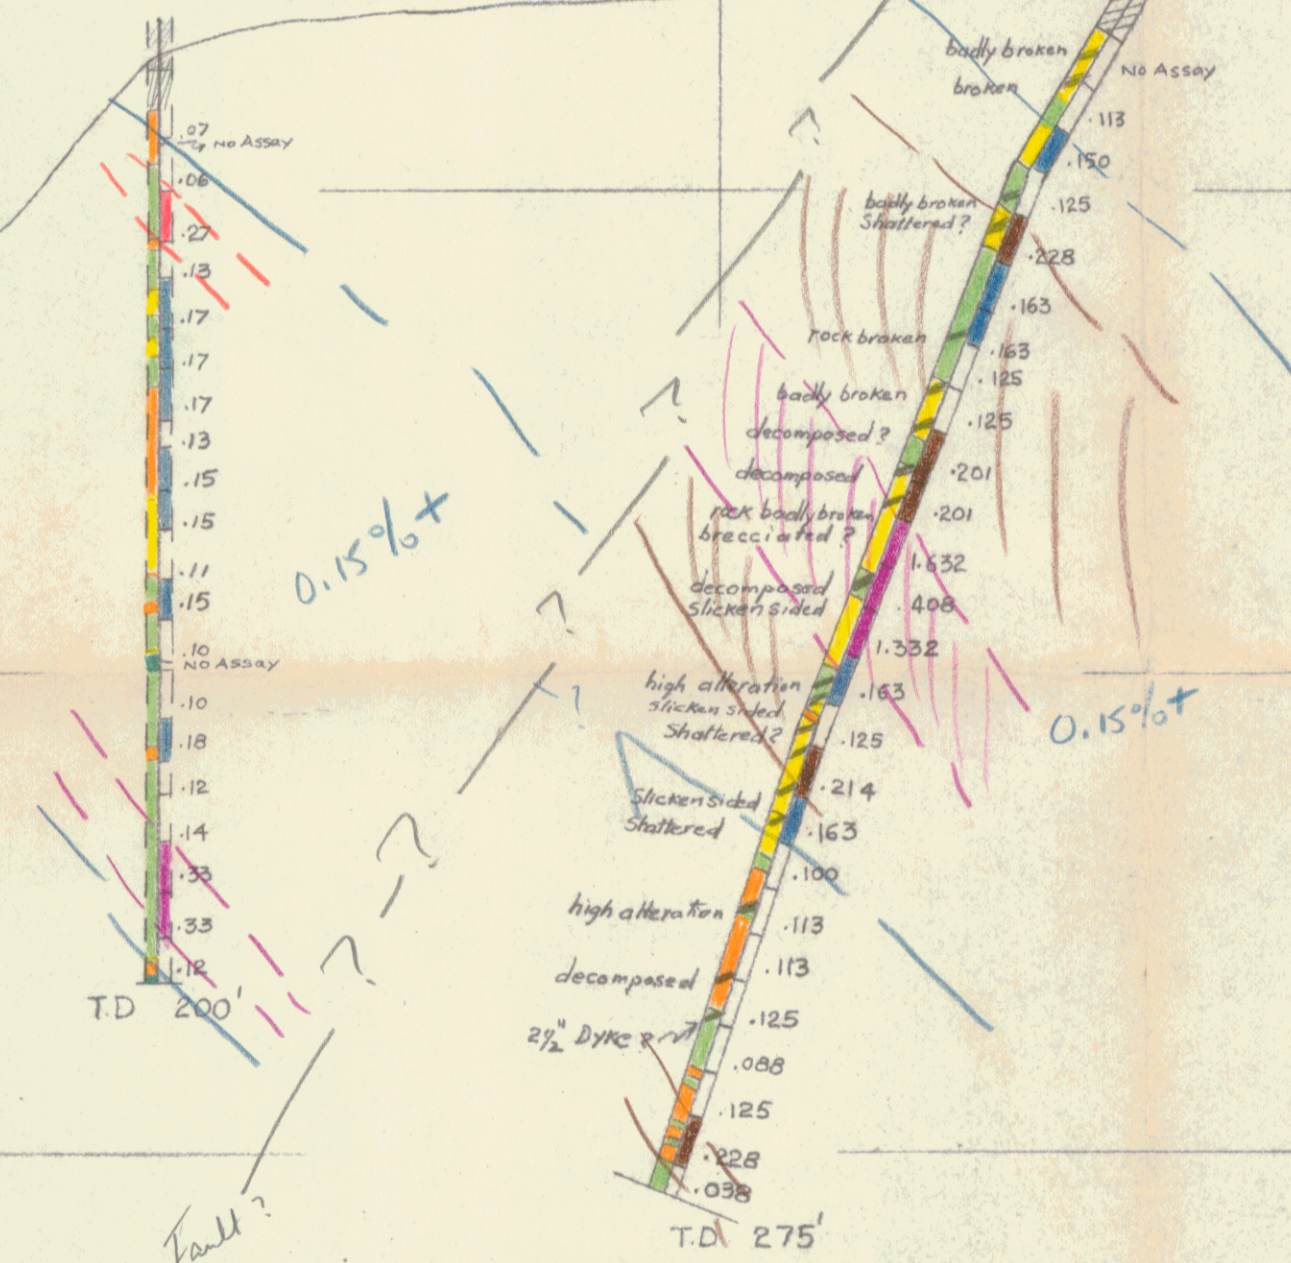 .07
No Assay
.06
.27
.13
.17
.17
.17
.13
.15
.15
.11
.15
.10
No Assay
.10
.18
.12
.14
.33
.33
.12
T.D 200'
0.15%+
?
?
?
?
?
?
?
Fault?
badly broken
broken
badly broken
Shattered?
rock broken
badly broken
decomposed?
decomposed
rock badly broken
brecciated?
decomposed
slicken sided
high alteration
slicken sided
Shattered?
Slicken sided
Shattered
high alteration
decomposed
2½" Dyke?
No Assay
.113
.150
.125
.228
.163
.163
.125
.125
.201
.201
1.632
.408
1.332
.163
.125
.214
.163
.100
.113
.113
.125
.088
.125
.228
.038
T.D 275'
0.15%+